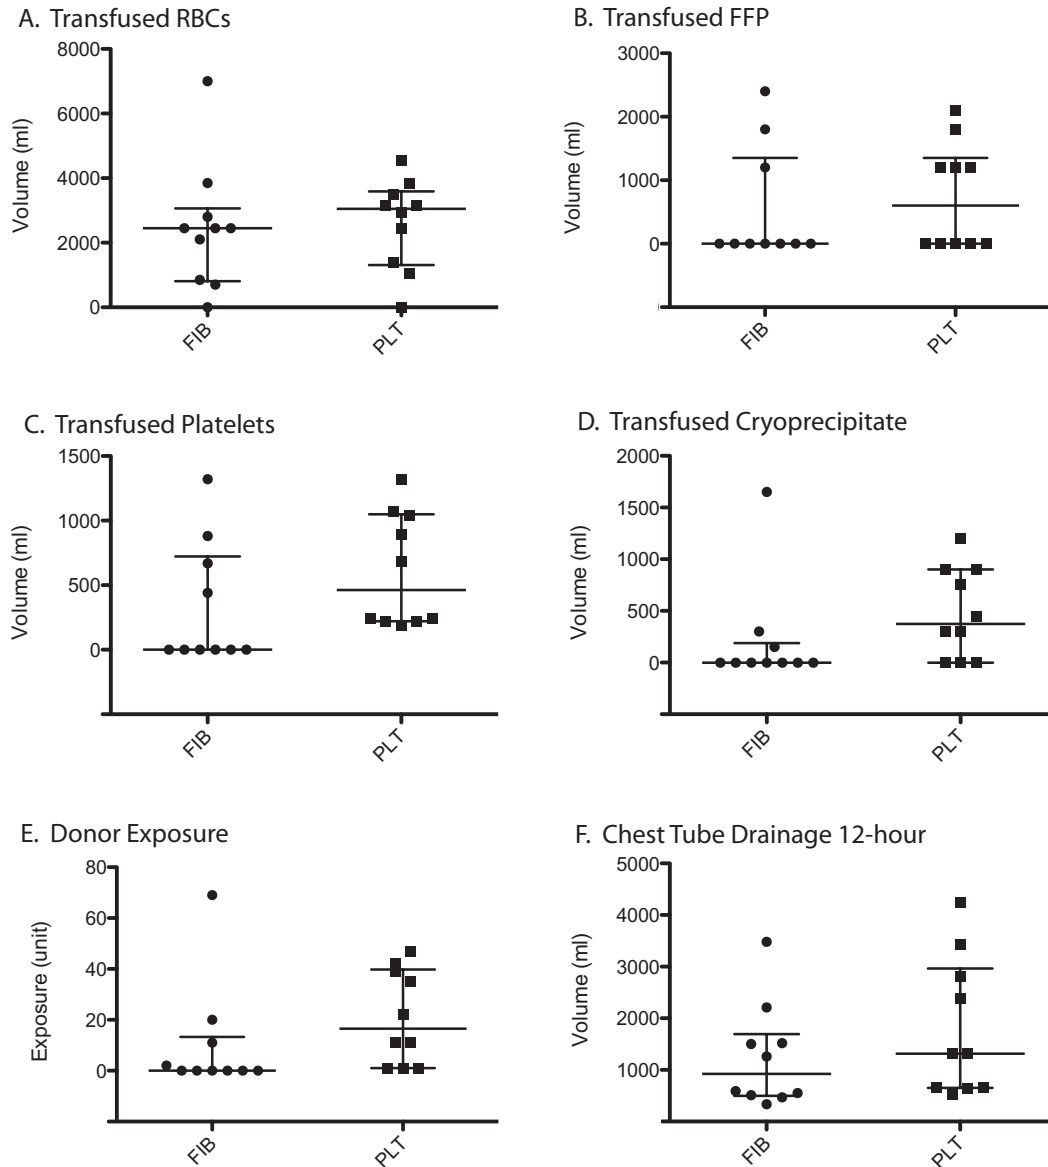 A. Transfused RBCs
8000
6000
4000
2000
0
Volume (ml)
FIB
PLT
B. Transfused FFP
3000
2000
1000
0
Volume (ml)
FIB
PLT
C. Transfused Platelets
1500
1000
500
0
Volume (ml)
FIB
PLT
D. Transfused Cryoprecipitate
2000
1500
1000
500
0
Volume (ml)
FIB
PLT
E. Donor Exposure
80
60
40
20
0
Exposure (unit)
FIB
PLT
F. Chest Tube Drainage 12-hour
5000
4000
3000
2000
1000
Volume (ml)
FIB
PLT